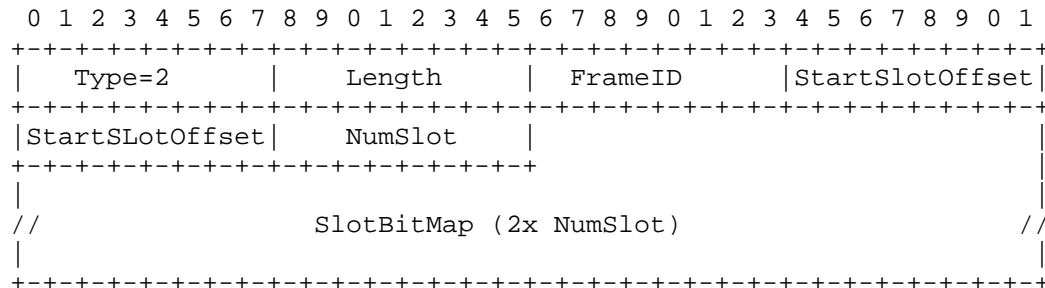 0 1 2 3 4 5 6 7 8 9 0 1 2 3 4 5 6 7 8 9 0 1 2 3 4 5 6 7 8 9 0 1
+-+-+-+-+-+-+-+-+-+-+-+-+-+-+-+-+-+-+-+-+-+-+-+-+-+-+-+-+-+-+-+-+
|   Type=2      |    Length     |  FrameID      |StartSlotOffset|
+-+-+-+-+-+-+-+-+-+-+-+-+-+-+-+-+-+-+-+-+-+-+-+-+-+-+-+-+-+-+-+-+
|StartSLotOffset|    NumSlot    |                               |
+-+-+-+-+-+-+-+-+-+-+-+-+-+-+-+-+                               |
|                                                               |
//                 SlotBitMap (2x NumSlot)                     //
|                                                               |
+-+-+-+-+-+-+-+-+-+-+-+-+-+-+-+-+-+-+-+-+-+-+-+-+-+-+-+-+-+-+-+-+